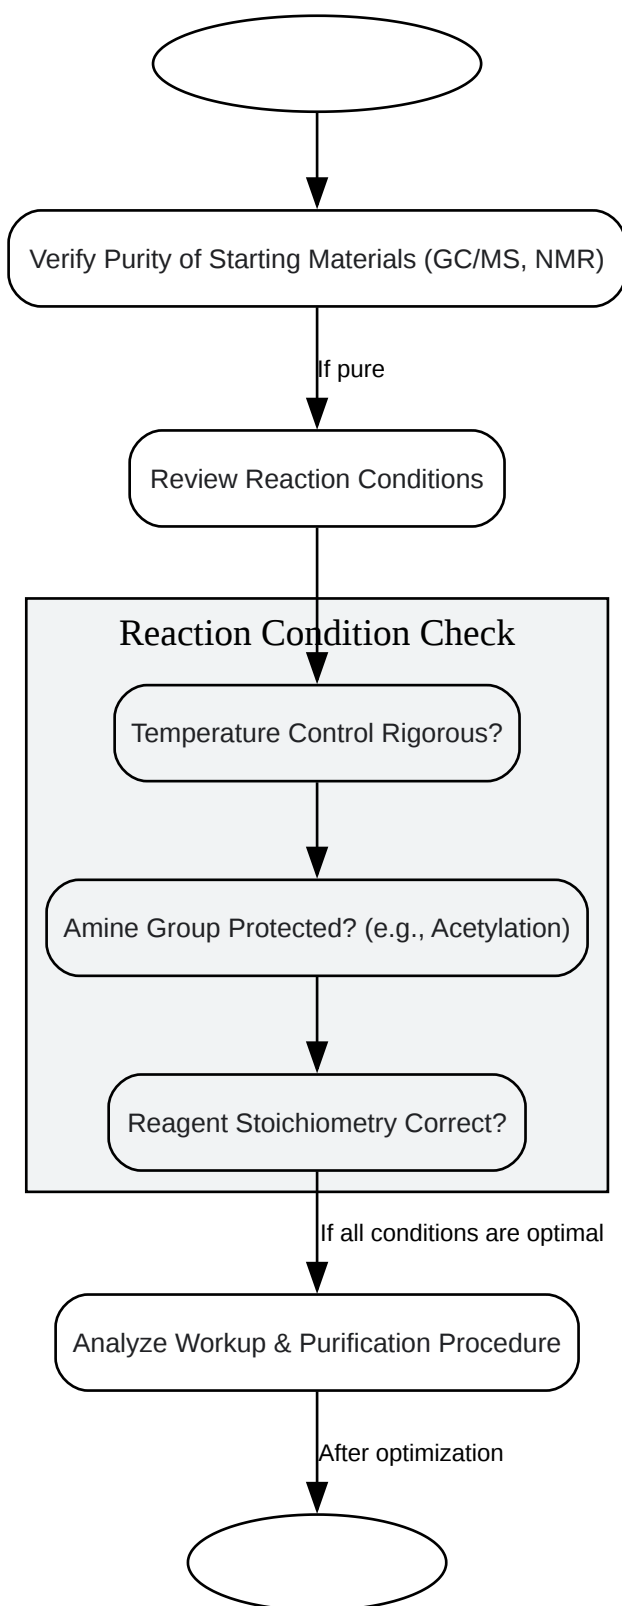 Verify Purity of Starting Materials (GC/MS, NMR)
If pure
Review Reaction Conditions
Reaction Condition Check
Temperature Control Rigorous?
Amine Group Protected? (e.g., Acetylation)
Reagent Stoichiometry Correct?
If all conditions are optimal
Analyze Workup & Purification Procedure
After optimization